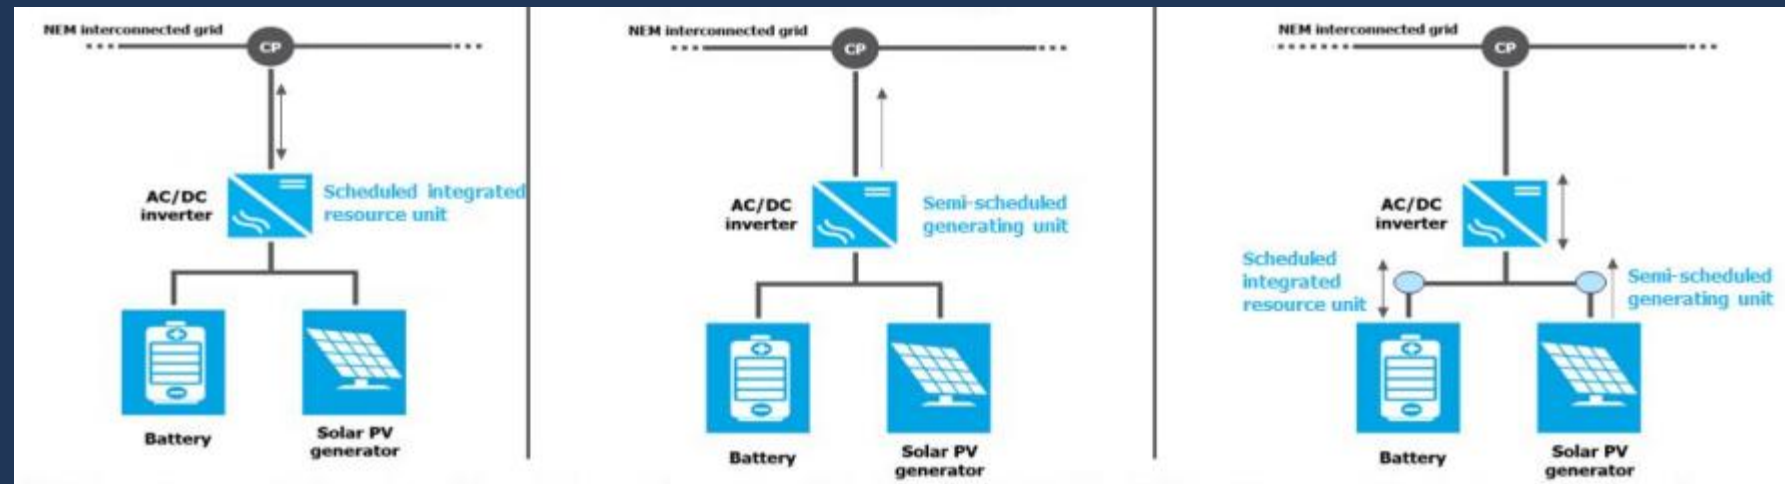 NEM interconnected grid
CP
AC/DC
inverter
Scheduled integrated
resource unit
Battery
Solar PV
generator
NEM interconnected grid
CP
AC/DC
inverter
Semi-scheduled
generating unit
Battery
Solar PV
generator
NEM interconnected grid
CP
AC/DC
inverter
Scheduled
integrated
resource unit
Semi-scheduled
generating unit
Battery
Solar PV
generator